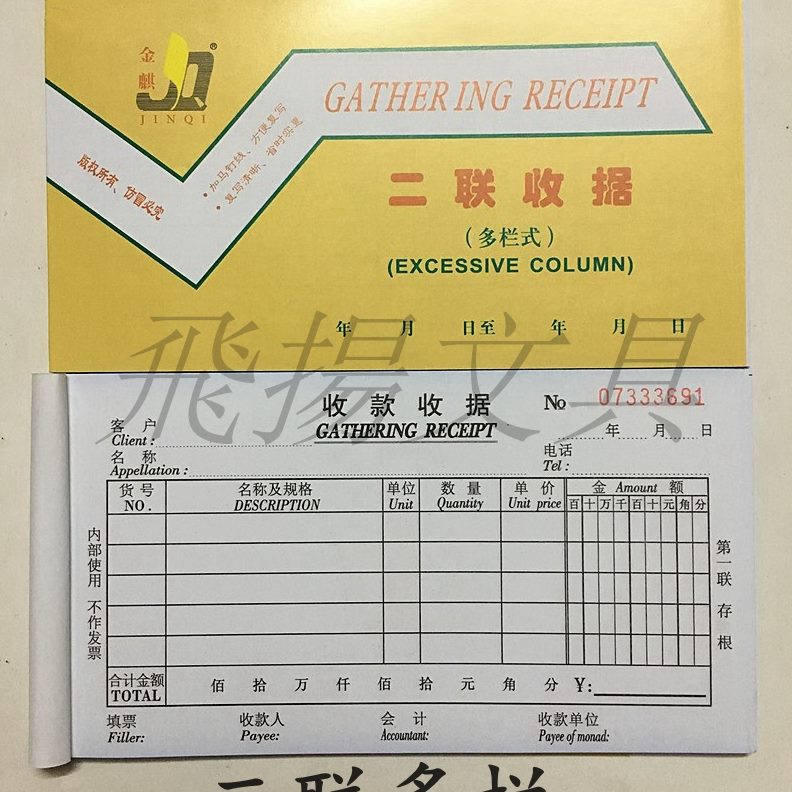 金麒
JINQI
®
GATHERING RECEIPT
版权所有、仿冒必究
• 加马钉线、方便复写
• 复写清晰、省时实惠
二联收据
(多栏式)
(EXCESSIVE COLUMN)
年 月 日至 年 月 日
飛揚文具
收款收据 No 07333691
GATHERING RECEIPT 年 月 日
客户
Client:
名称 电话
Appellation: Tel:
货号 名称及规格 单位 数量 单价 金 Amount 额
NO. DESCRIPTION Unit Quantity Unit price 百十万千百十元角分
内部使用 不作发票
第一联 存根
合计金额 佰 拾 万 仟 佰 拾 元 角 分 ¥:
TOTAL
填票 收款人 会计 收款单位
Filler: Payee: Accountant: Payee of monad:
二联多栏